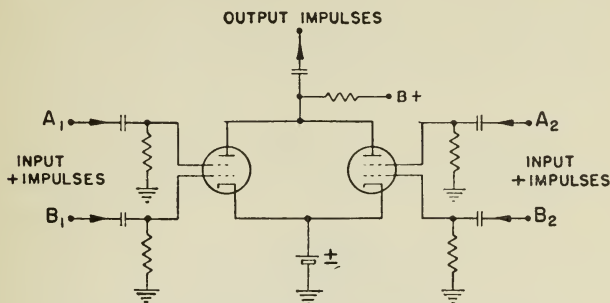 OUTPUT IMPULSES
B+
A1
A2
INPUT
+ IMPULSES
INPUT
+ IMPULSES
B1
B2
±